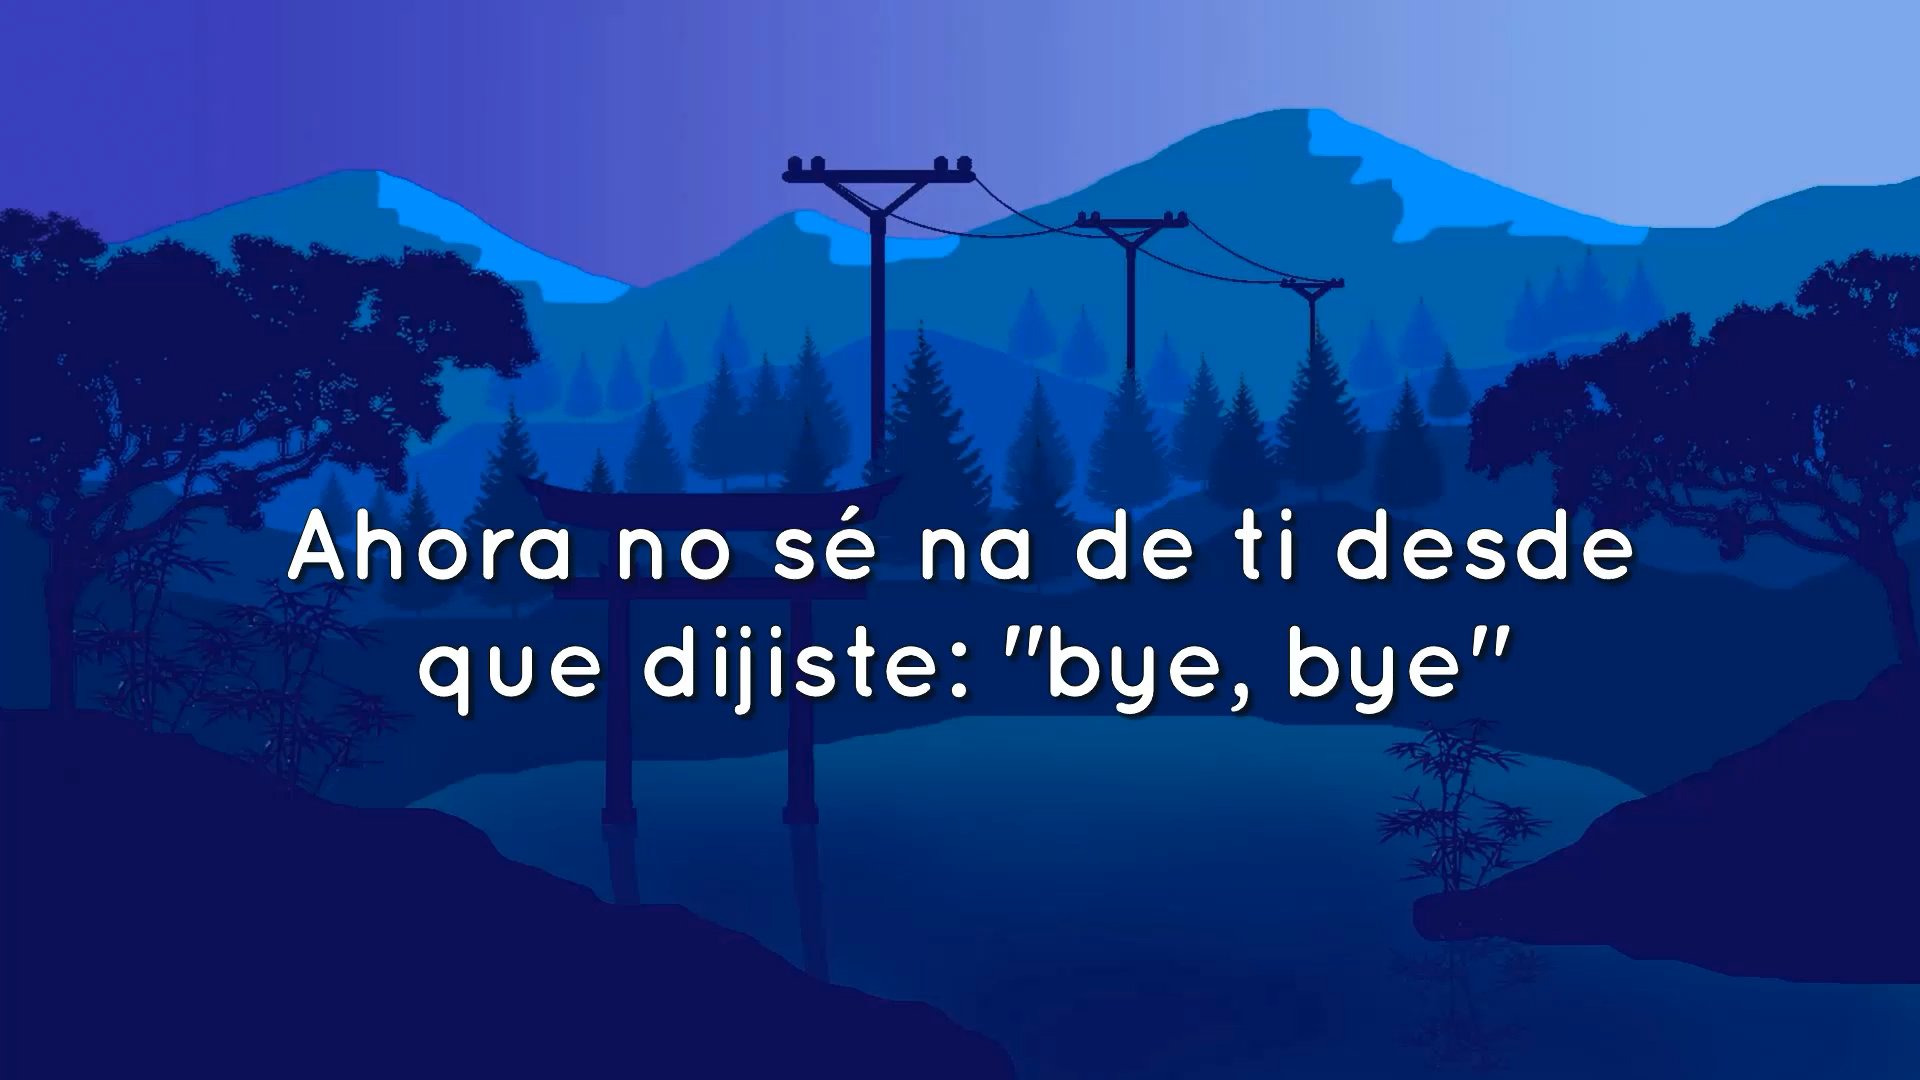 Ahora no sé na de ti desde
que dijiste: "bye, bye"